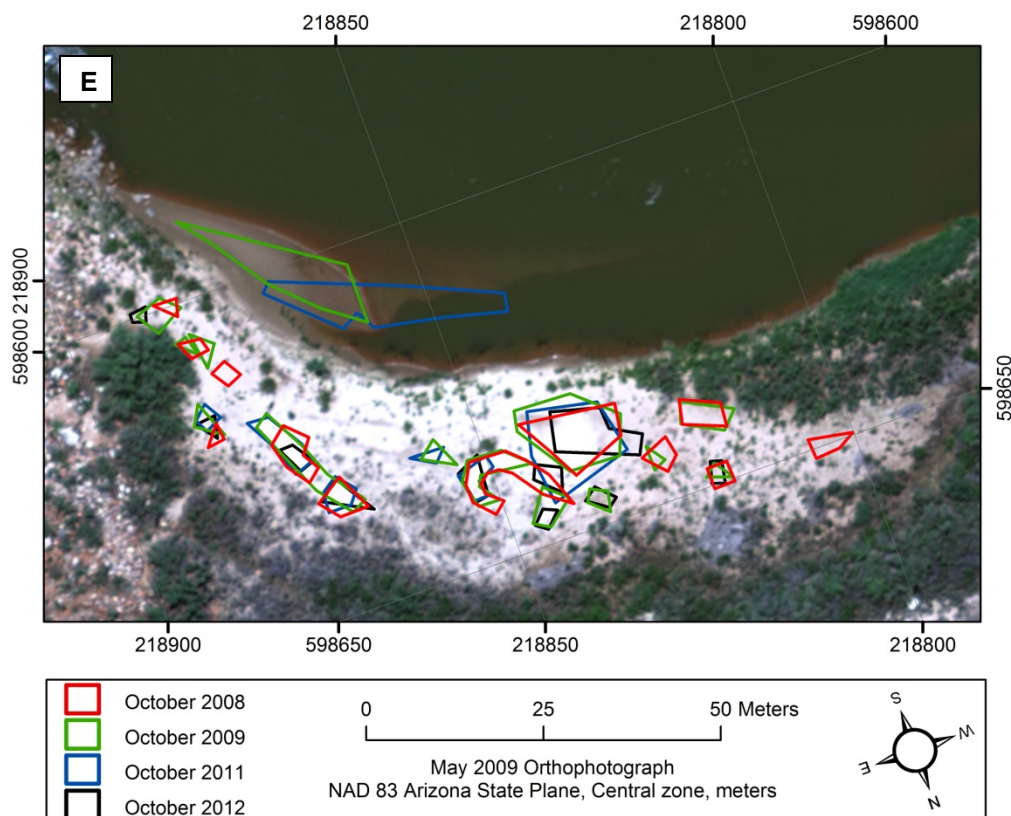 218850 218800 598600
E
218900
598600
598650
218900 598650 218850 218800
October 2008
October 2009
October 2011
October 2012
0 25 50 Meters
May 2009 Orthophotograph
NAD 83 Arizona State Plane, Central zone, meters
S
W
E
N